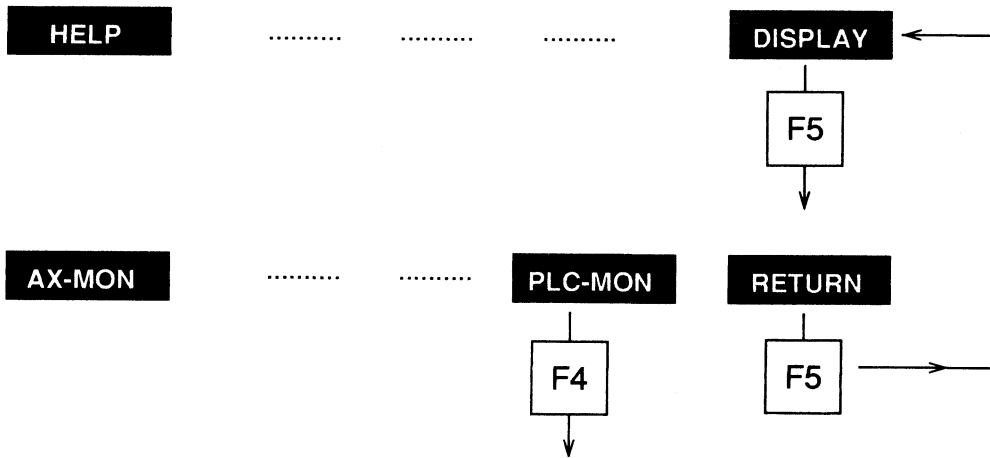 HELP .......... .......... .......... DISPLAY
F5
AX-MON .......... .......... PLC-MON RETURN
F4 F5